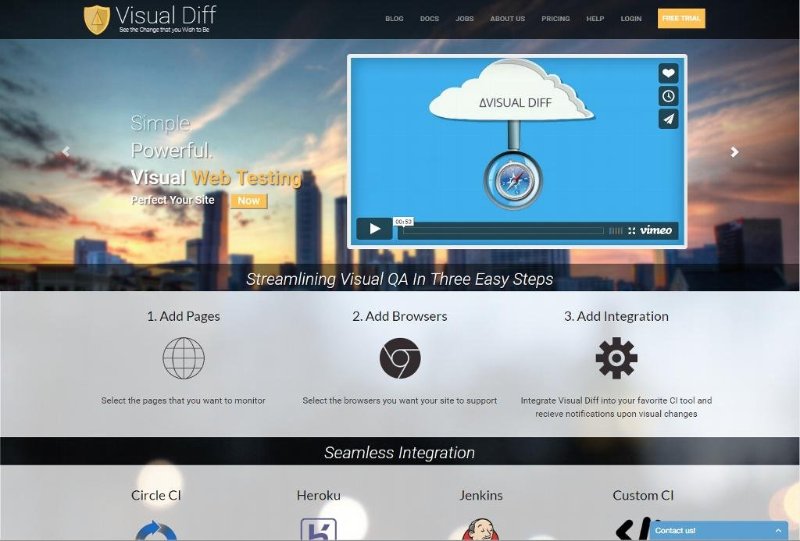 Visual Diff
See the Change that you Wish to Be
BLOG DOCS JOBS ABOUT US PRICING HELP LOGIN FREE TRIAL
ΔVISUAL DIFF
Simple.
Powerful.
Visual Web Testing
Perfect Your Site Now
00:53
vimeo
Streamlining Visual QA In Three Easy Steps
1. Add Pages 2. Add Browsers 3. Add Integration
Select the pages that you want to monitor Select the browsers you want your site to support Integrate Visual Diff into your favorite CI tool and
recieve notifications upon visual changes
Seamless Integration
Circle CI Heroku Jenkins Custom CI
Contact us!